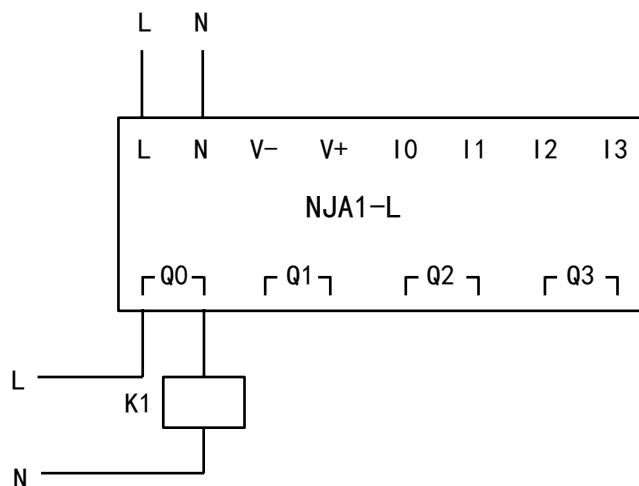 L N
L N V- V+ I0 I1 I2 I3
NJA1-L
Q0 Q1 Q2 Q3
L
K1
N